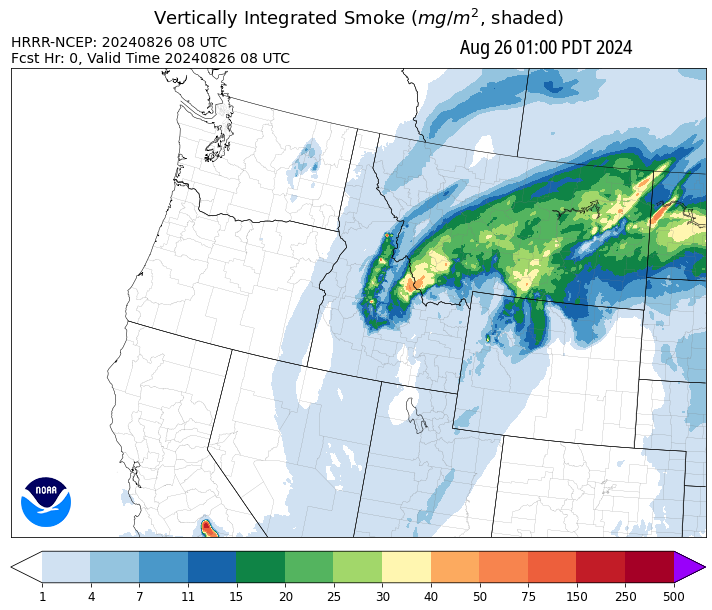 Vertically Integrated Smoke (mg/m², shaded)
HRRR-NCEP: 20240826 08 UTC
Fcst Hr: 0, Valid Time 20240826 08 UTC
Aug 26 01:00 PDT 2024
NOAA
1 4 7 11 15 20 25 30 40 50 75 150 250 500